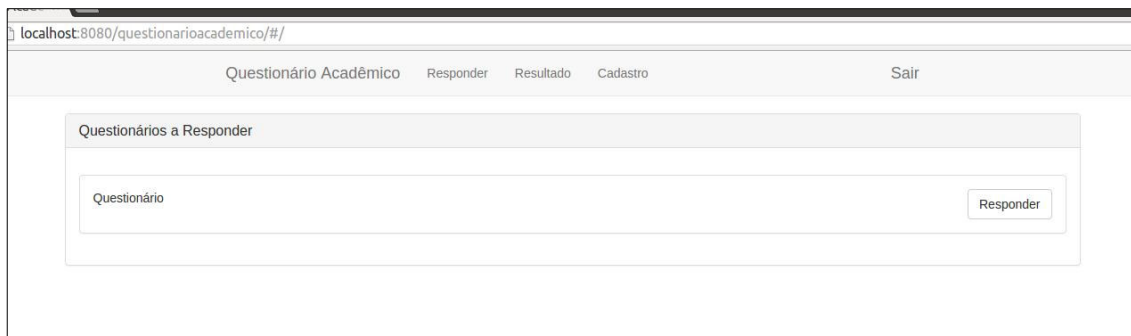 localhost:8080/questionarioacademico/#/
Questionário Acadêmico Responder Resultado Cadastro Sair
Questionários a Responder
Questionário Responder